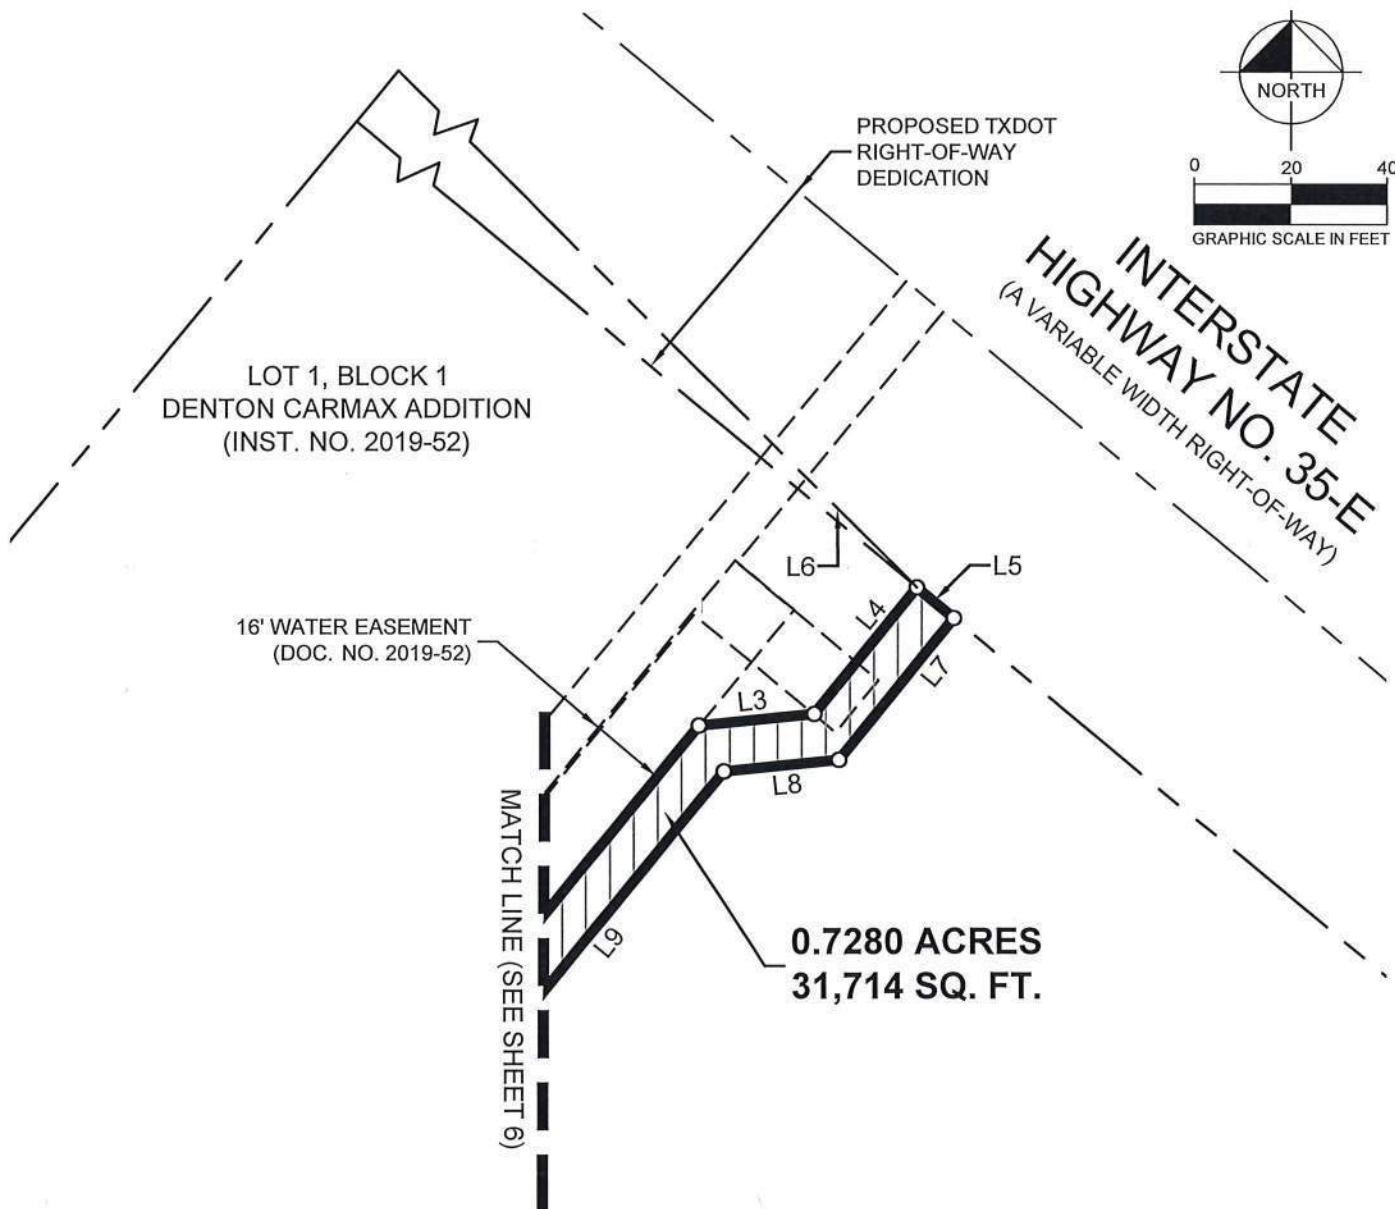 NORTH
0 20 40
GRAPHIC SCALE IN FEET
PROPOSED TXDOT
RIGHT-OF-WAY
DEDICATION
INTERSTATE
HIGHWAY NO. 35-E
(A VARIABLE WIDTH RIGHT-OF-WAY)
LOT 1, BLOCK 1
DENTON CARMAX ADDITION
(INST. NO. 2019-52)
L6
L5
L4
16' WATER EASEMENT
(DOC. NO. 2019-52)
L7
L3
L8
MATCH LINE (SEE SHEET 6)
L9
0.7280 ACRES
31,714 SQ. FT.